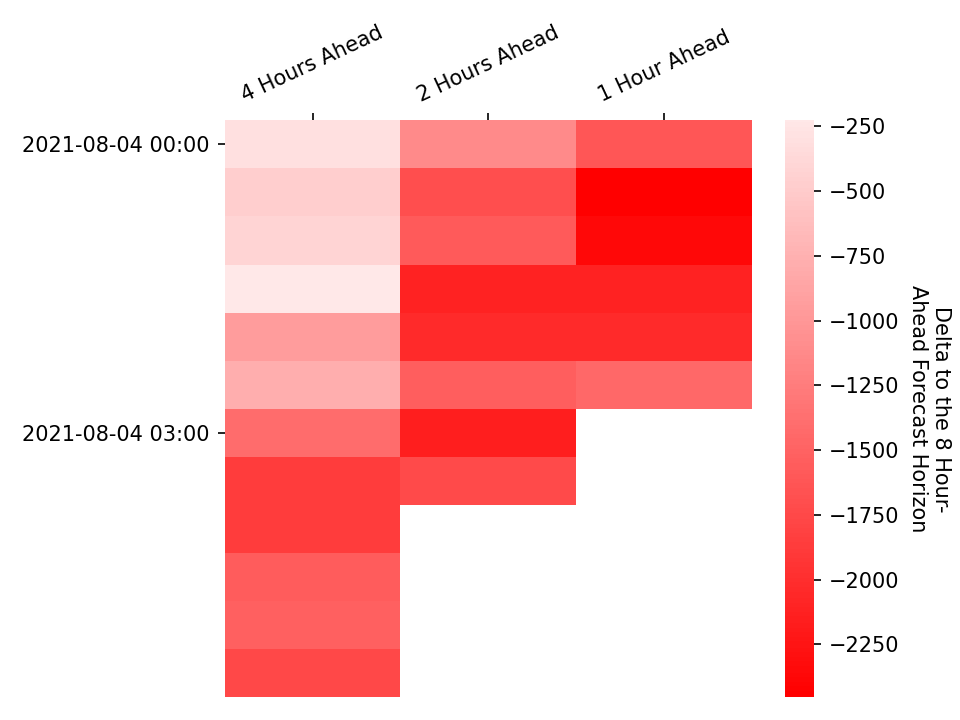 4 Hours Ahead
2 Hours Ahead
1 Hour Ahead
2021-08-04 00:00
2021-08-04 03:00
−250
−500
−750
−1000
−1250
−1500
−1750
−2000
−2250
Delta to the 8 Hour-
Ahead Forecast Horizon